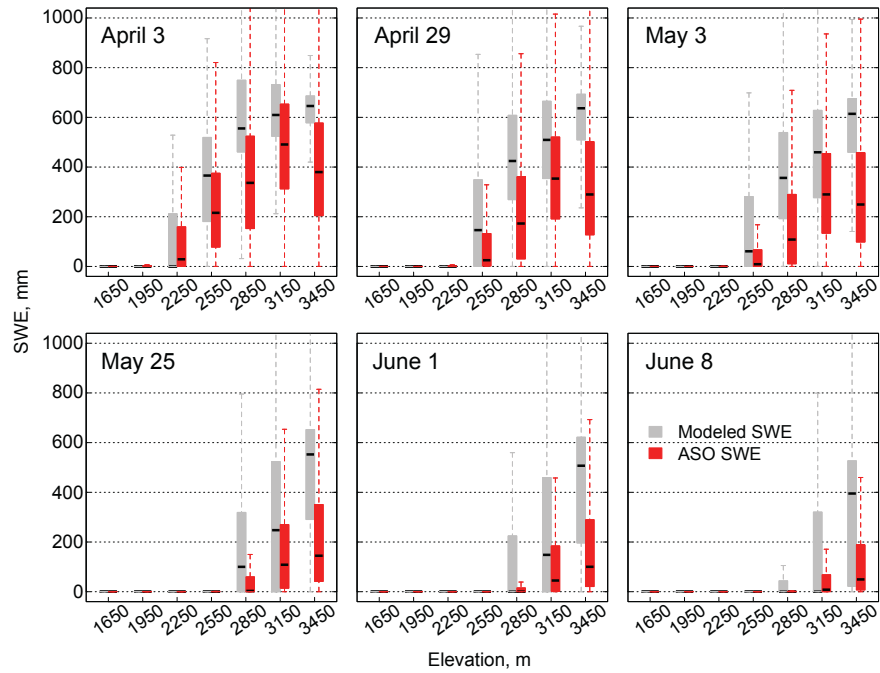 April 3
April 29
May 3
1000
800
600
400
200
0
1650 1950 2250 2550 2850 3150 3450
1650 1950 2250 2550 2850 3150 3450
1650 1950 2250 2550 2850 3150 3450
SWE, mm
May 25
June 1
June 8
1000
800
600
400
200
0
Modeled SWE
ASO SWE
1650 1950 2250 2550 2850 3150 3450
1650 1950 2250 2550 2850 3150 3450
1650 1950 2250 2550 2850 3150 3450
Elevation, m